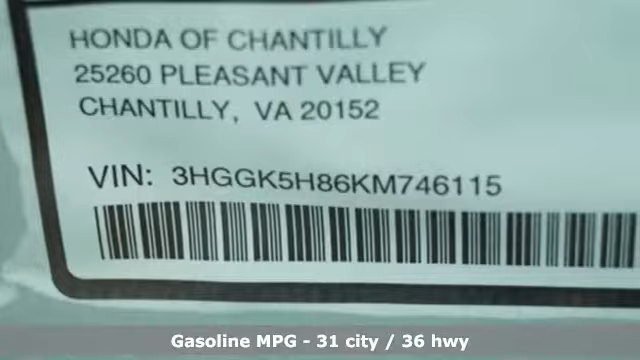 HONDA OF CHANTILLY
25260 PLEASANT VALLEY
CHANTILLY, VA 20152
VIN: 3HGGK5H86KM746115
Gasoline MPG - 31 city / 36 hwy